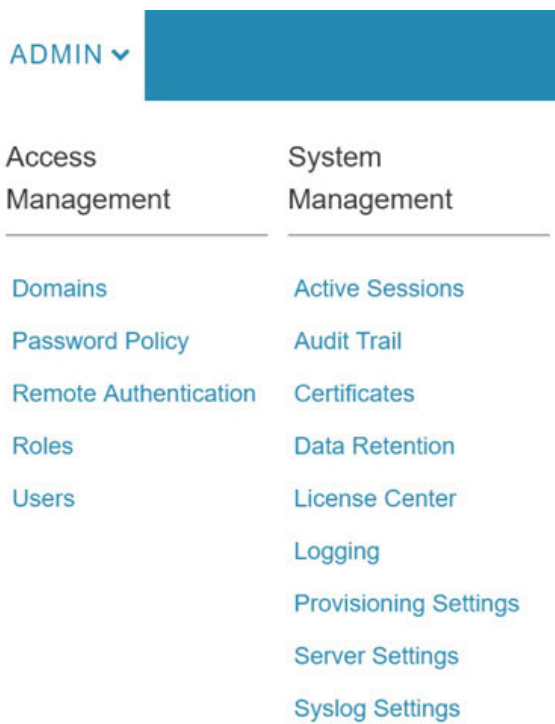 ADMIN
Access
Management
Domains
Password Policy
Remote Authentication
Roles
Users
System
Management
Active Sessions
Audit Trail
Certificates
Data Retention
License Center
Logging
Provisioning Settings
Server Settings
Syslog Settings